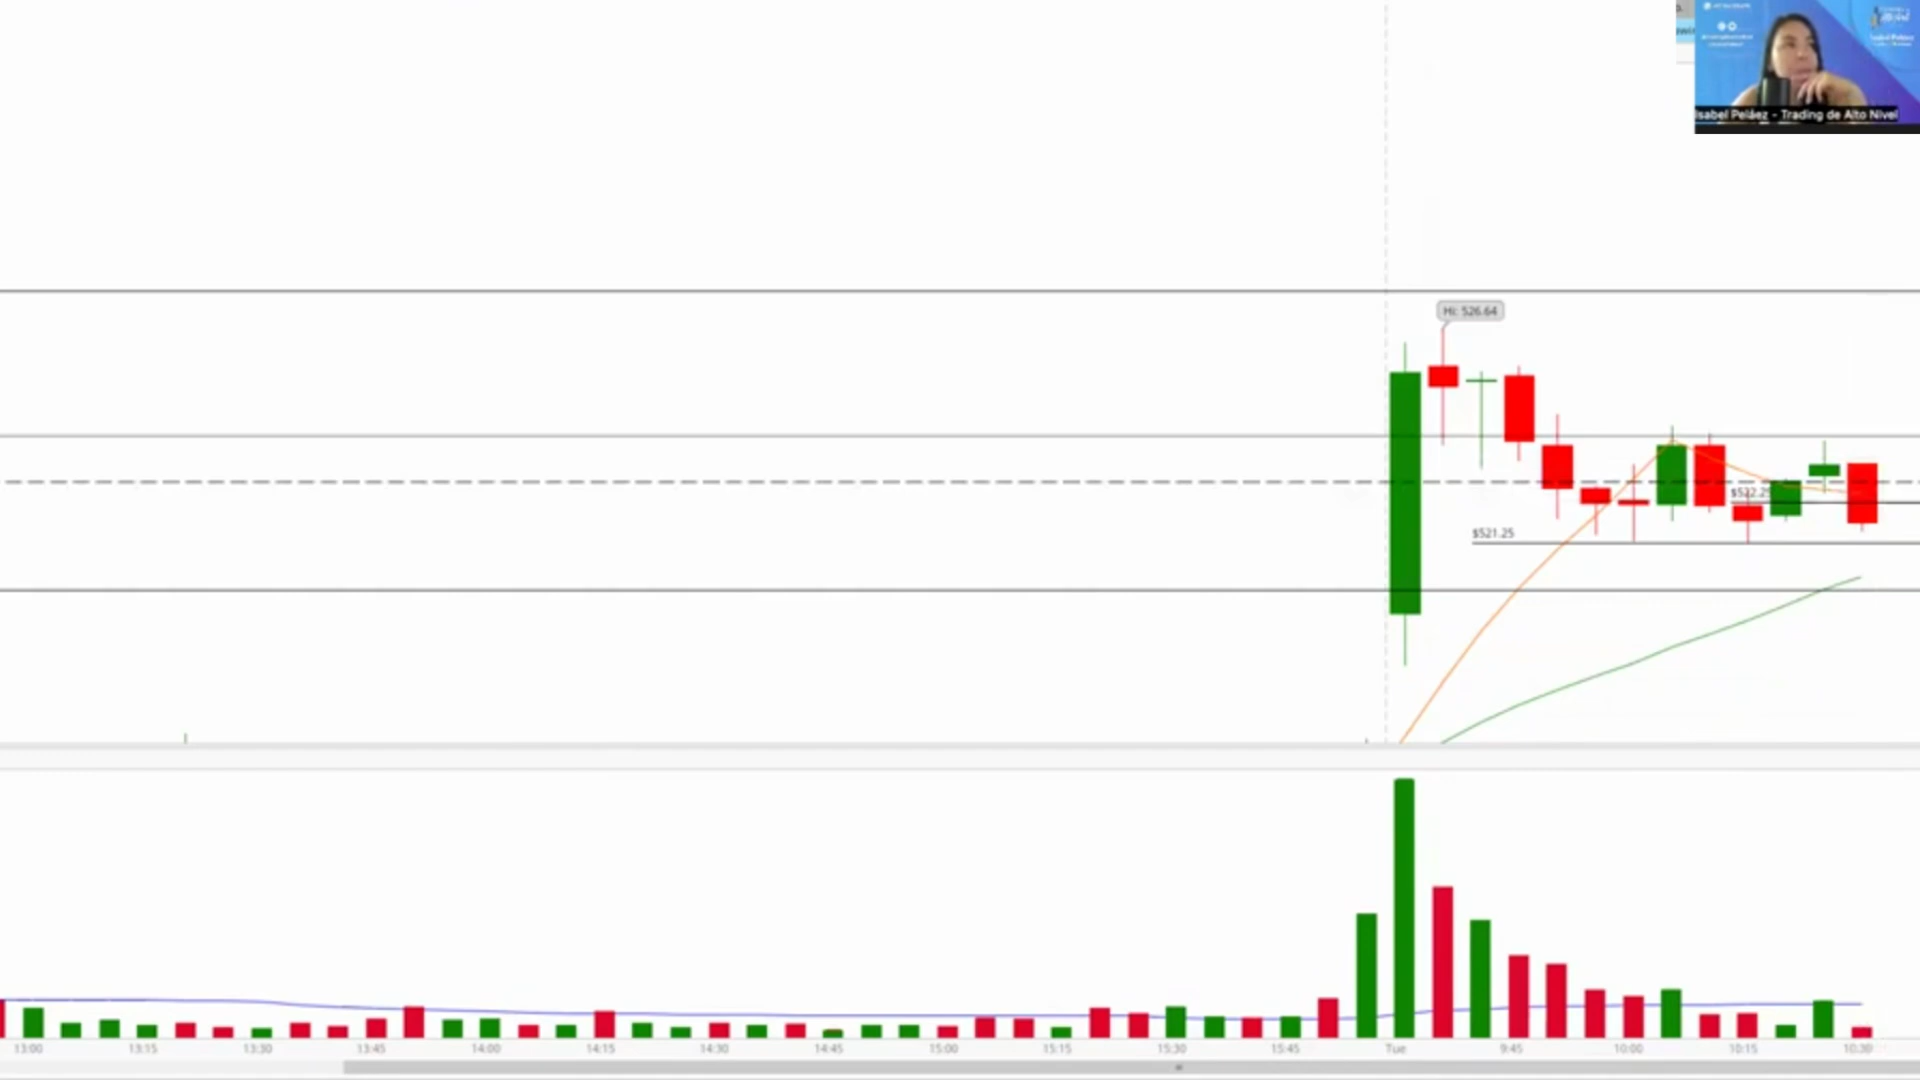 Isabel Peláez - Trading de Alto Nivel
Hi: 526.64
$522.25
$521.25
13:00 13:15 13:30 13:45 14:00 14:15 14:30 14:45 15:00 15:15 15:30 15:45 Tue 9:45 10:00 10:15 10:30